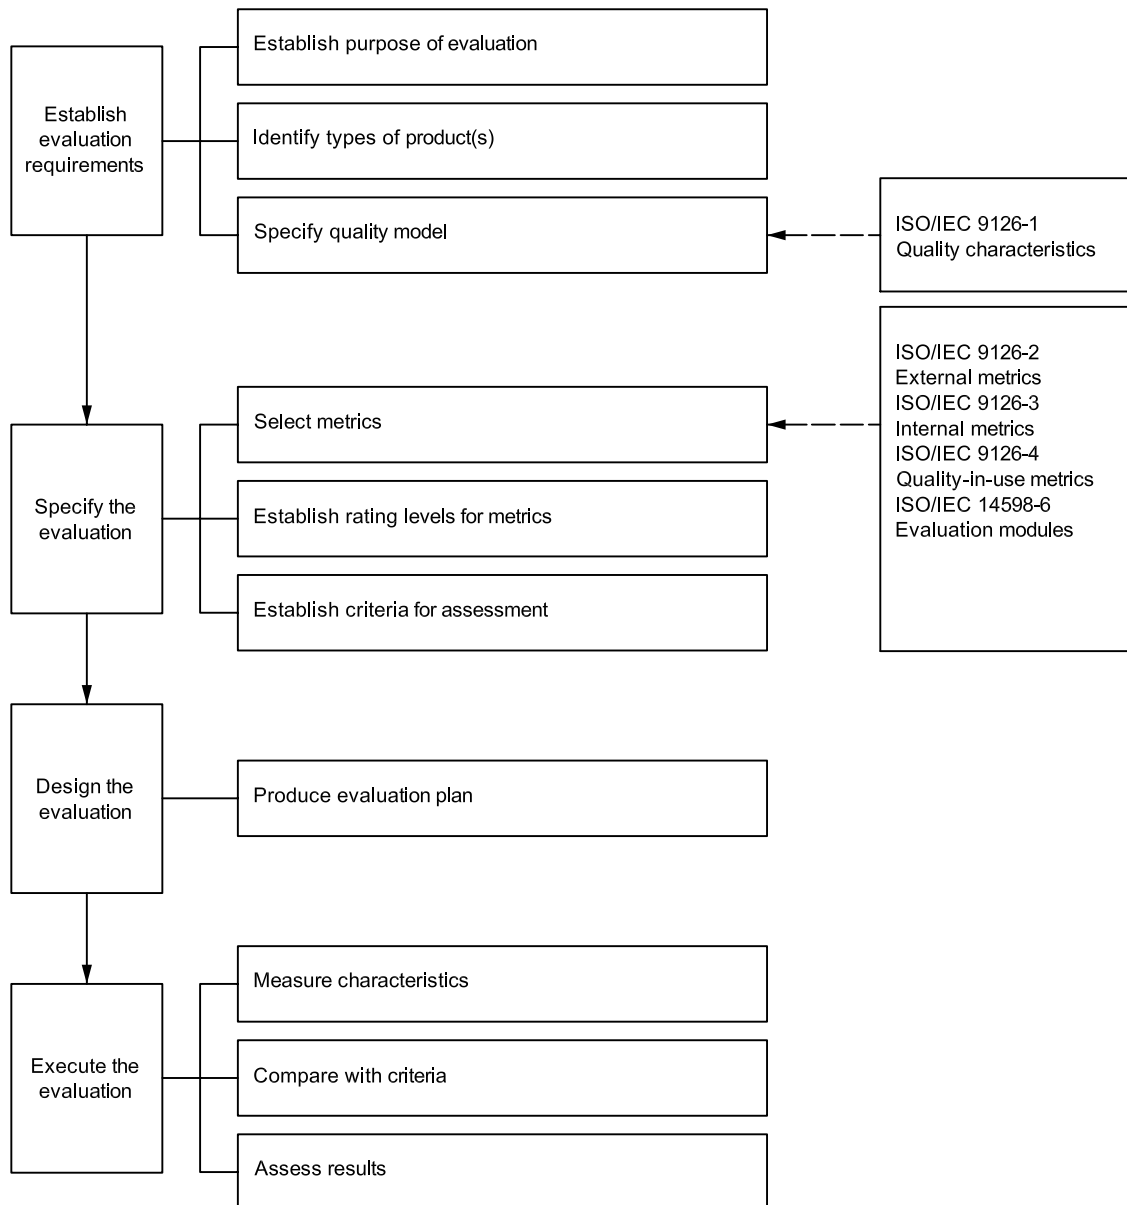 Establish purpose of evaluation
Establish
evaluation
requirements
Identify types of product(s)
Specify quality model
ISO/IEC 9126-1
Quality characteristics
ISO/IEC 9126-2
External metrics
ISO/IEC 9126-3
Internal metrics
ISO/IEC 9126-4
Quality-in-use metrics
ISO/IEC 14598-6
Evaluation modules
Select metrics
Specify the
evaluation
Establish rating levels for metrics
Establish criteria for assessment
Design the
evaluation
Produce evaluation plan
Measure characteristics
Execute the
evaluation
Compare with criteria
Assess results